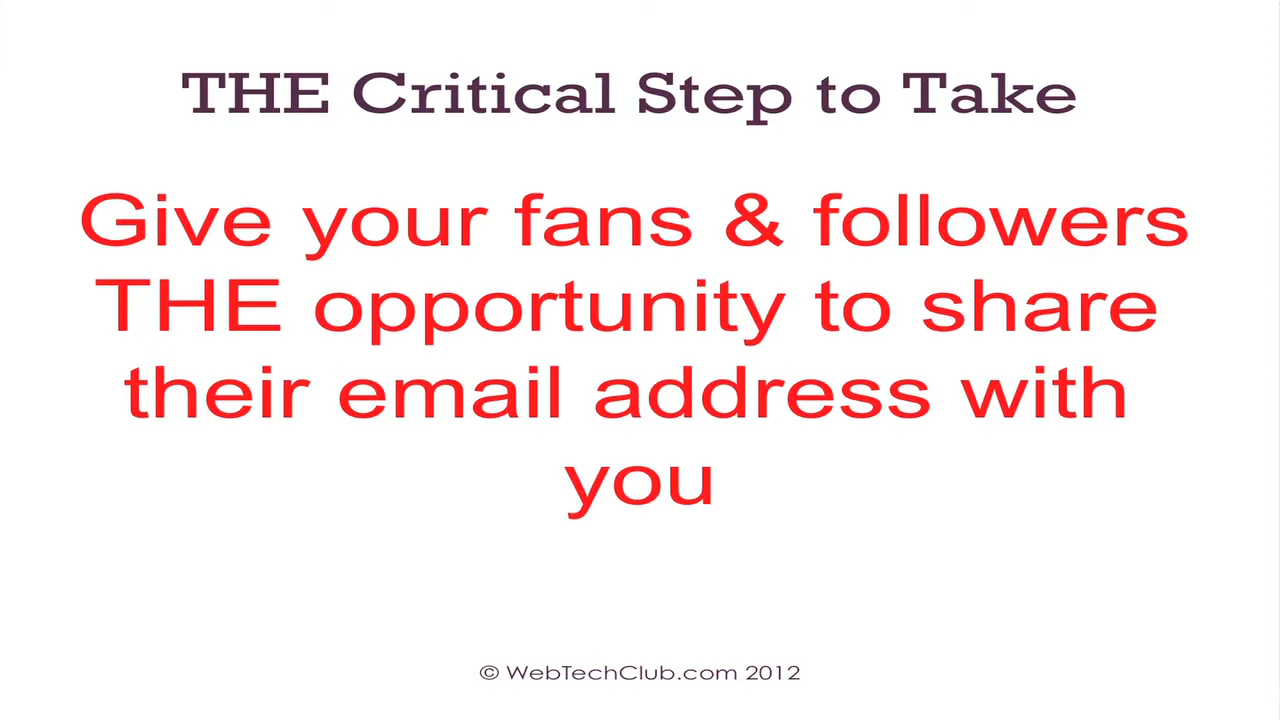 THE Critical Step to Take
Give your fans & followers
THE opportunity to share
their email address with
you
© WebTechClub.com 2012